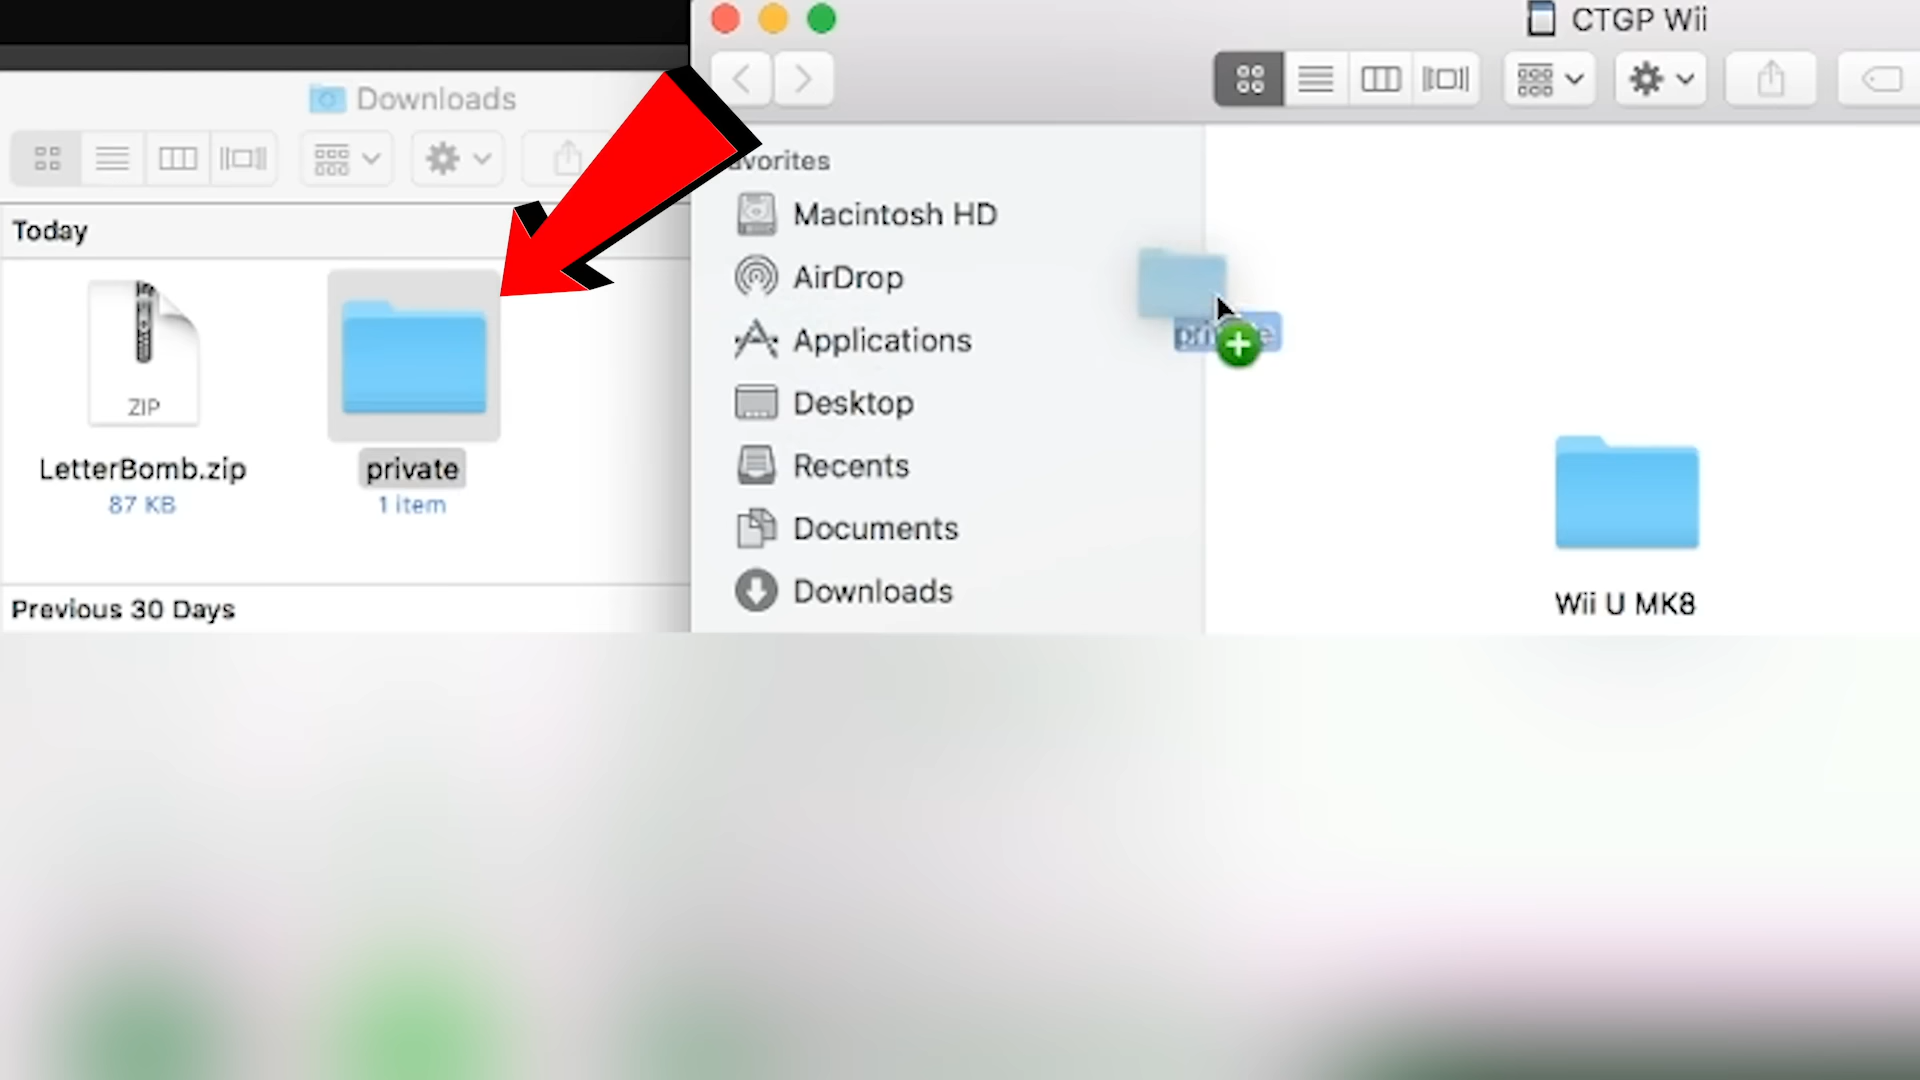 Downloads
Today
ZIP
LetterBomb.zip
87 KB
private
1 item
Previous 30 Days
CTGP Wii
avorites
Macintosh HD
AirDrop
Applications
Desktop
Recents
Documents
Downloads
Wii U MK8